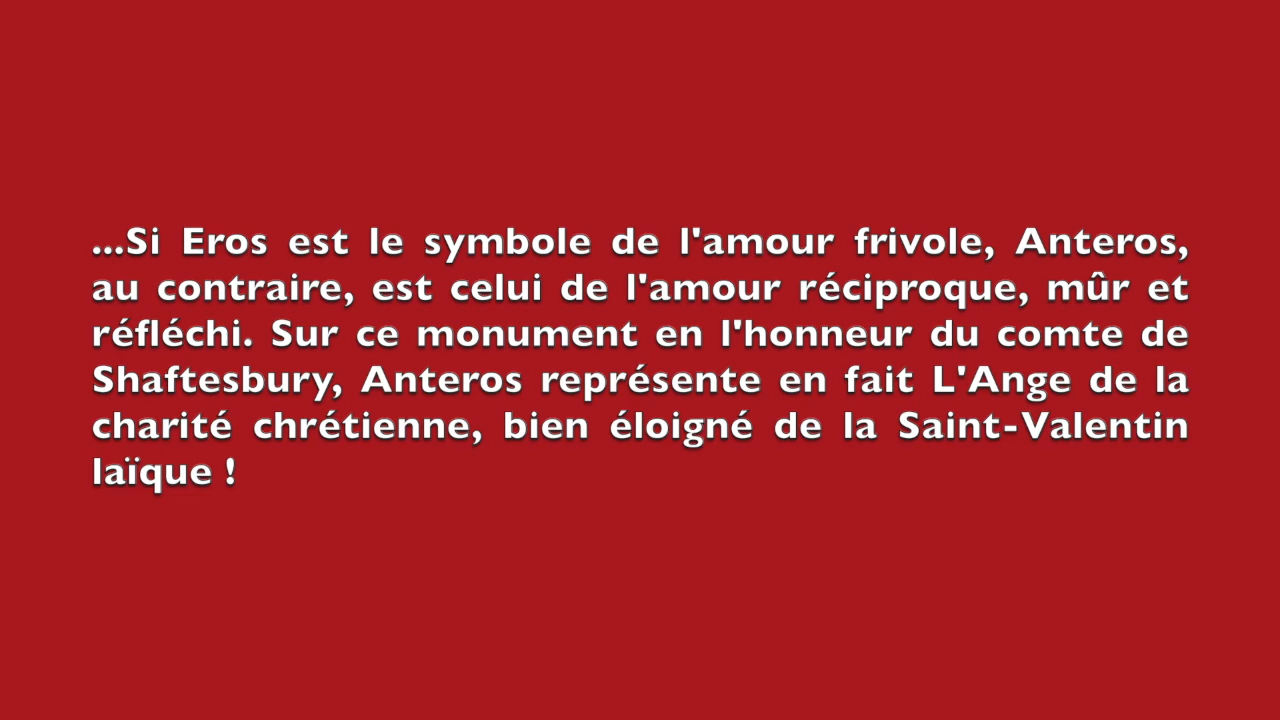 ...Si Eros est le symbole de l'amour frivole, Anteros,
au contraire, est celui de l'amour réciproque, mûr et
réfléchi. Sur ce monument en l'honneur du comte de
Shaftesbury, Anteros représente en fait L'Ange de la
charité chrétienne, bien éloigné de la Saint-Valentin
laïque !